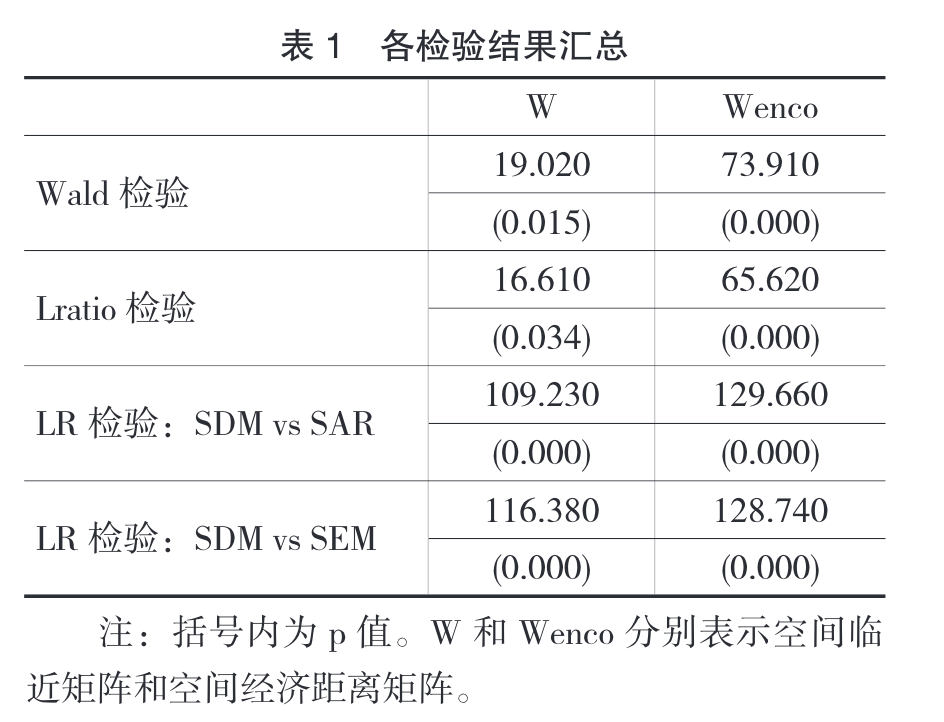 表 1 各检验结果汇总
W Wenco
Wald 检验
19.020 73.910
(0.015) (0.000)
Lratio 检验
16.610 65.620
(0.034) (0.000)
LR 检验：SDM vs SAR
109.230 129.660
(0.000) (0.000)
LR 检验：SDM vs SEM
116.380 128.740
(0.000) (0.000)
注：括号内为 p 值。W 和 Wenco 分别表示空间临
近矩阵和空间经济距离矩阵。